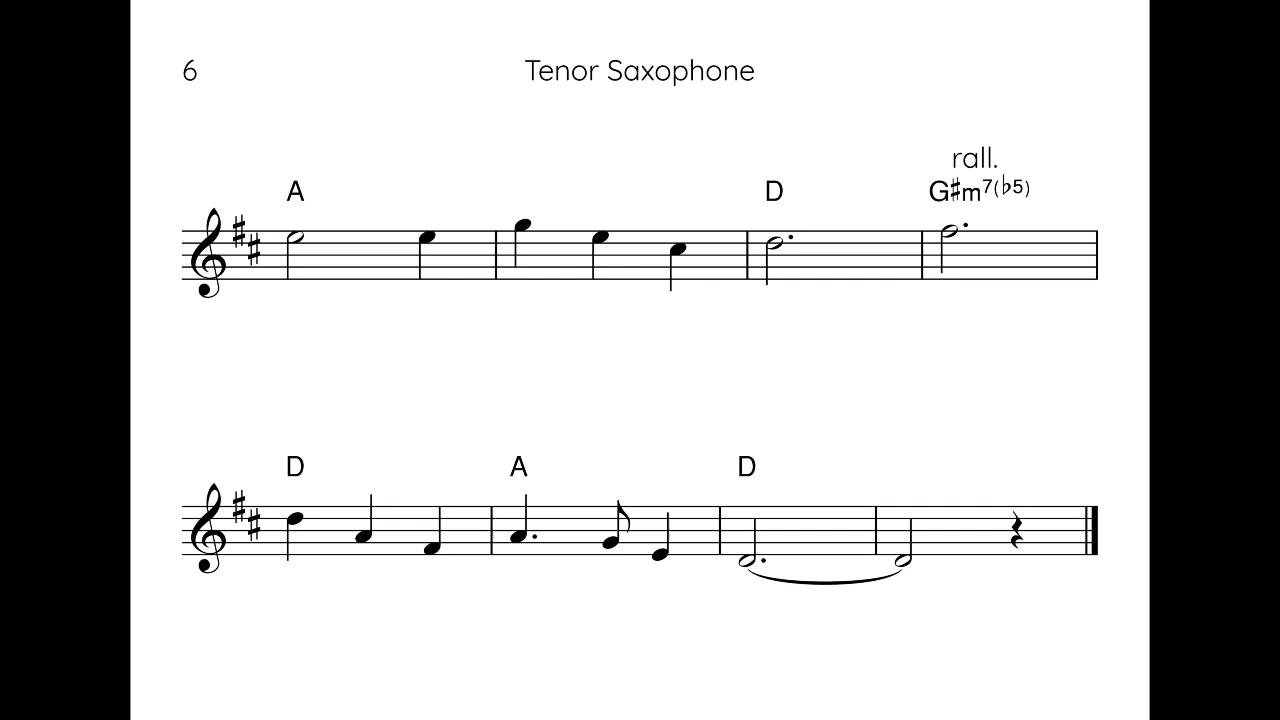 6 Tenor Saxophone
rall.
A D G♯m7(♭5)
D A D